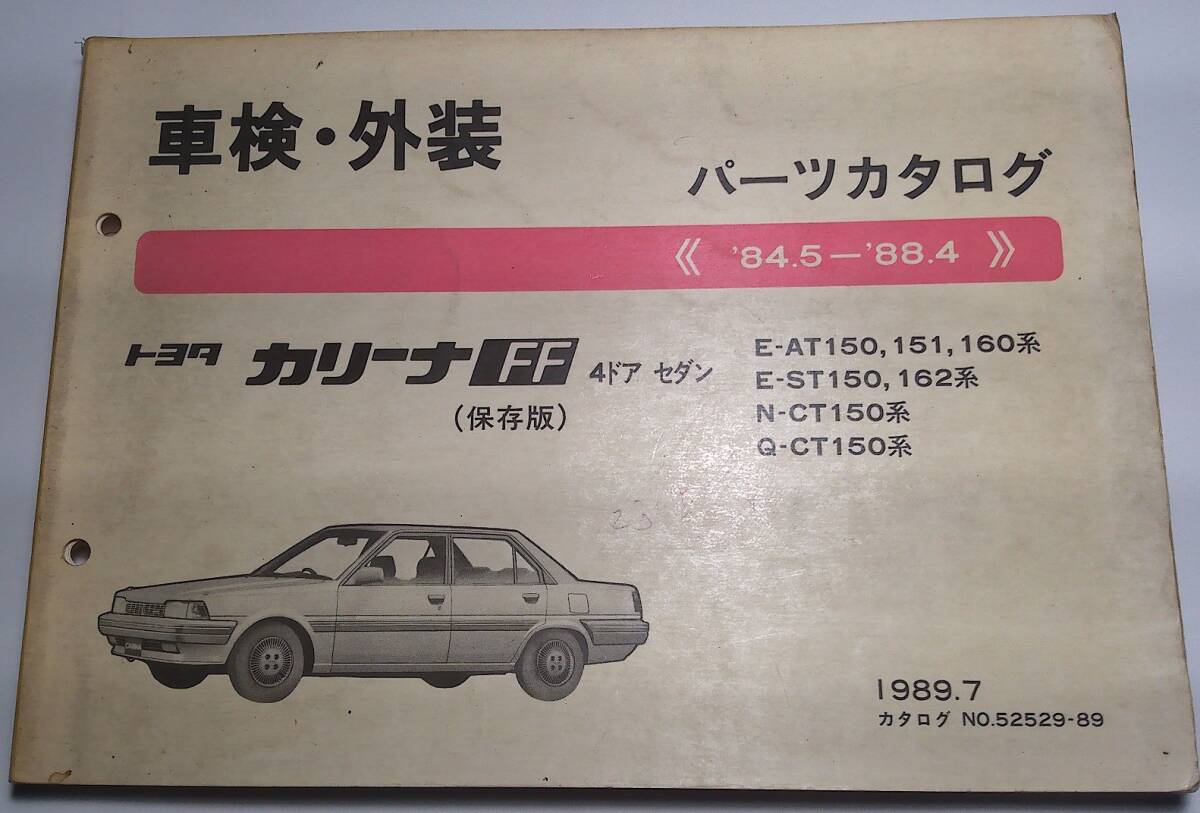 車検・外装
パーツカタログ
《 '84.5－'88.4 》
トヨタ カリーナFF 4ドア セダン
(保存版)
E-AT150, 151, 160系
E-ST150, 162系
N-CT150系
Q-CT150系
23
1989.7
カタログ NO.52529-89